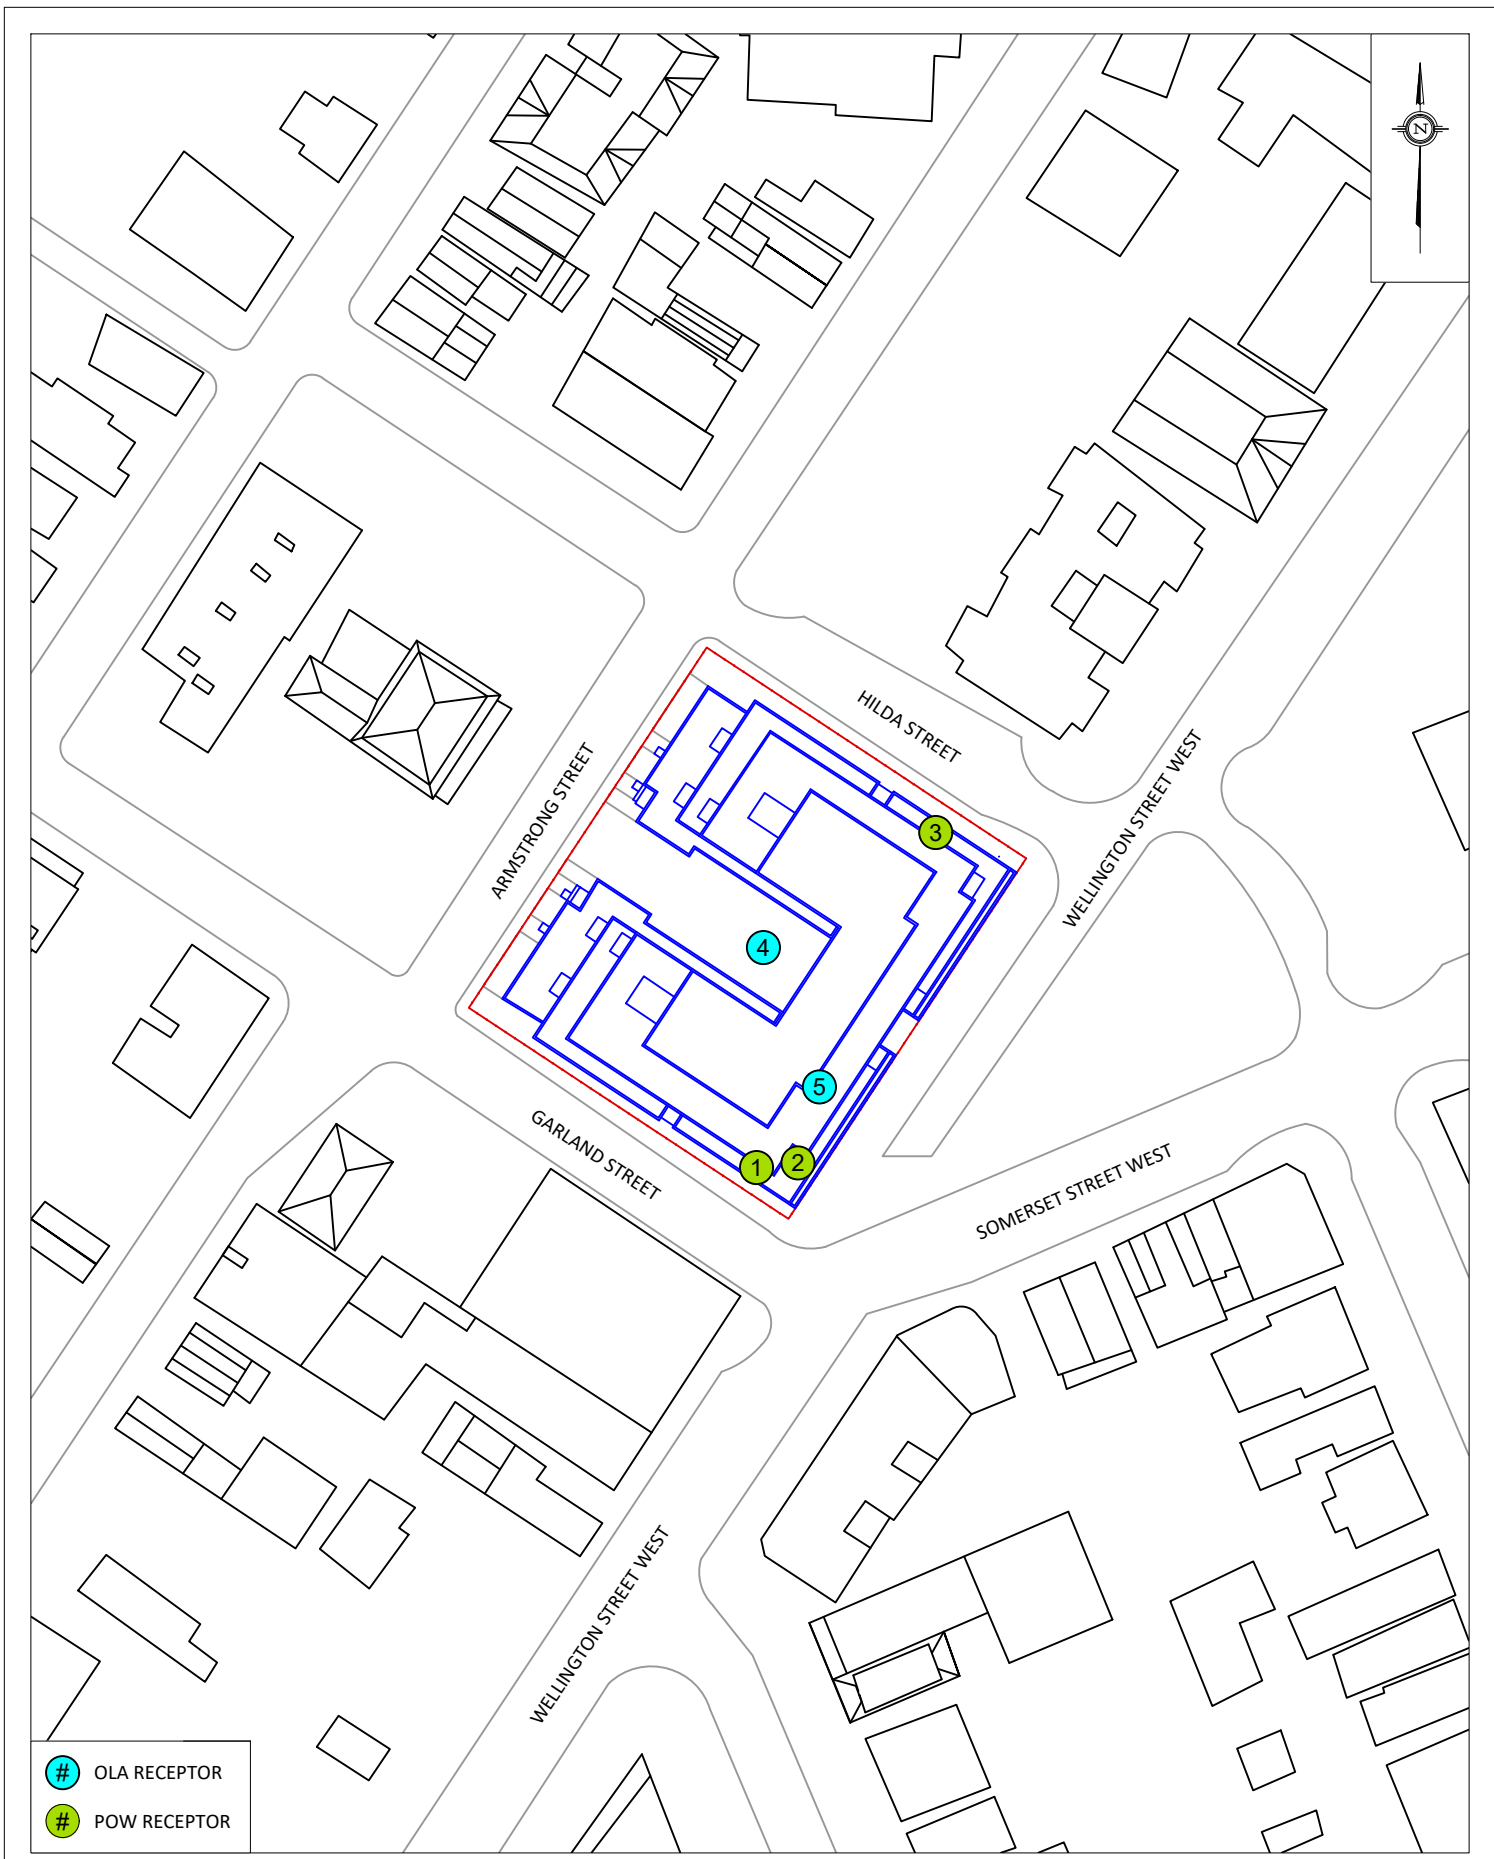 N
HILDA STREET
ARMSTRONG STREET
WELLINGTON STREET WEST
3
4
5
1
2
GARLAND STREET
SOMERSET STREET WEST
WELLINGTON STREET WEST
# OLA RECEPTOR
# POW RECEPTOR